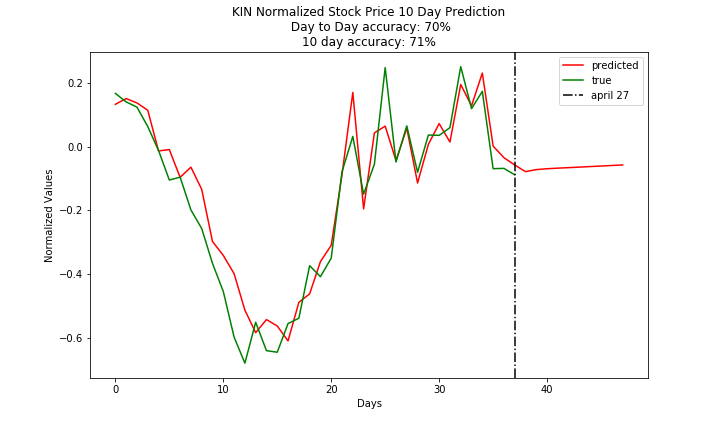 KIN Normalized Stock Price 10 Day Prediction
Day to Day accuracy: 70%
10 day accuracy: 71%
predicted
true
april 27
0.2
0.0
−0.2
−0.4
−0.6
Normalized Values
0
10
20
30
40
Days